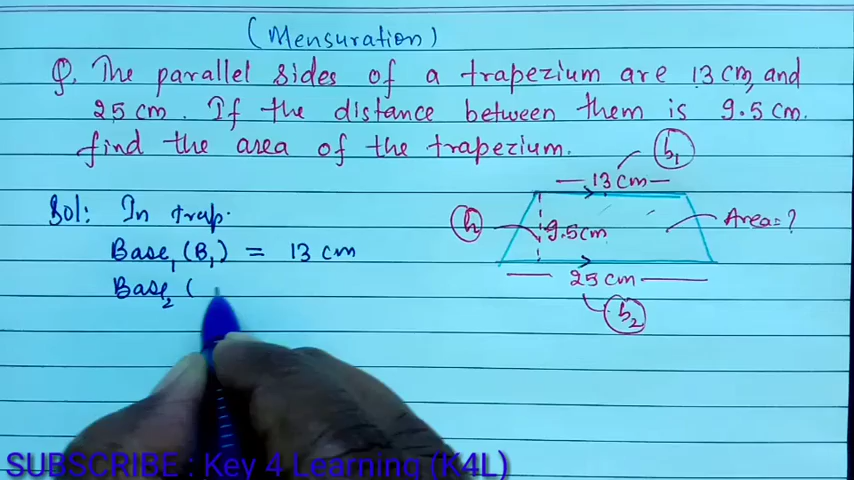 (Mensuration)
Q. The parallel sides of a trapezium are 13 cm, and
25 cm. If the distance between them is 9.5 cm.
find the area of the trapezium.
b1
13 cm
Sol: In trap.
h
9.5cm
Area=?
Base1 (B1) = 13 cm
25 cm
Base2 (
b2
SUBSCRIBE : Key 4 Learning (K4L)